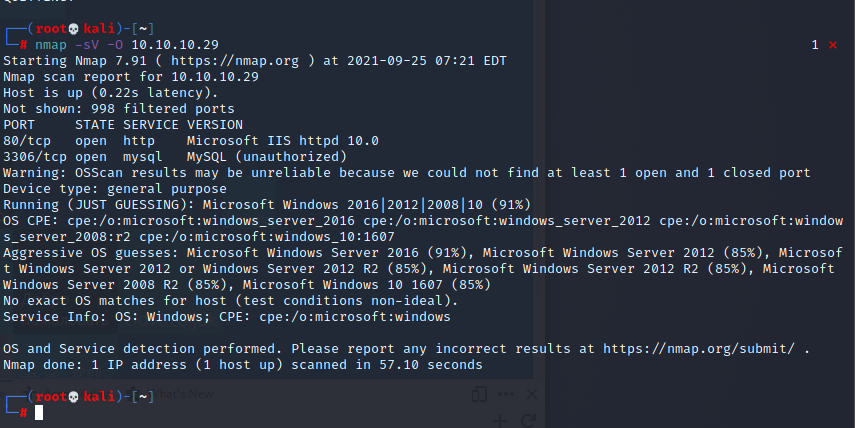 (root💀kali)-[~]
# nmap -sV -O 10.10.10.29
1 ✗
Starting Nmap 7.91 ( https://nmap.org ) at 2021-09-25 07:21 EDT
Nmap scan report for 10.10.10.29
Host is up (0.22s latency).
Not shown: 998 filtered ports
PORT     STATE SERVICE VERSION
80/tcp   open  http    Microsoft IIS httpd 10.0
3306/tcp open  mysql   MySQL (unauthorized)
Warning: OSScan results may be unreliable because we could not find at least 1 open and 1 closed port
Device type: general purpose
Running (JUST GUESSING): Microsoft Windows 2016|2012|2008|10 (91%)
OS CPE: cpe:/o:microsoft:windows_server_2016 cpe:/o:microsoft:windows_server_2012 cpe:/o:microsoft:window
s_server_2008:r2 cpe:/o:microsoft:windows_10:1607
Aggressive OS guesses: Microsoft Windows Server 2016 (91%), Microsoft Windows Server 2012 (85%), Microsof
t Windows Server 2012 or Windows Server 2012 R2 (85%), Microsoft Windows Server 2012 R2 (85%), Microsoft
Windows Server 2008 R2 (85%), Microsoft Windows 10 1607 (85%)
No exact OS matches for host (test conditions non-ideal).
Service Info: OS: Windows; CPE: cpe:/o:microsoft:windows
OS and Service detection performed. Please report any incorrect results at https://nmap.org/submit/ .
Nmap done: 1 IP address (1 host up) scanned in 57.10 seconds
(root💀kali)-[~]
What's New
#